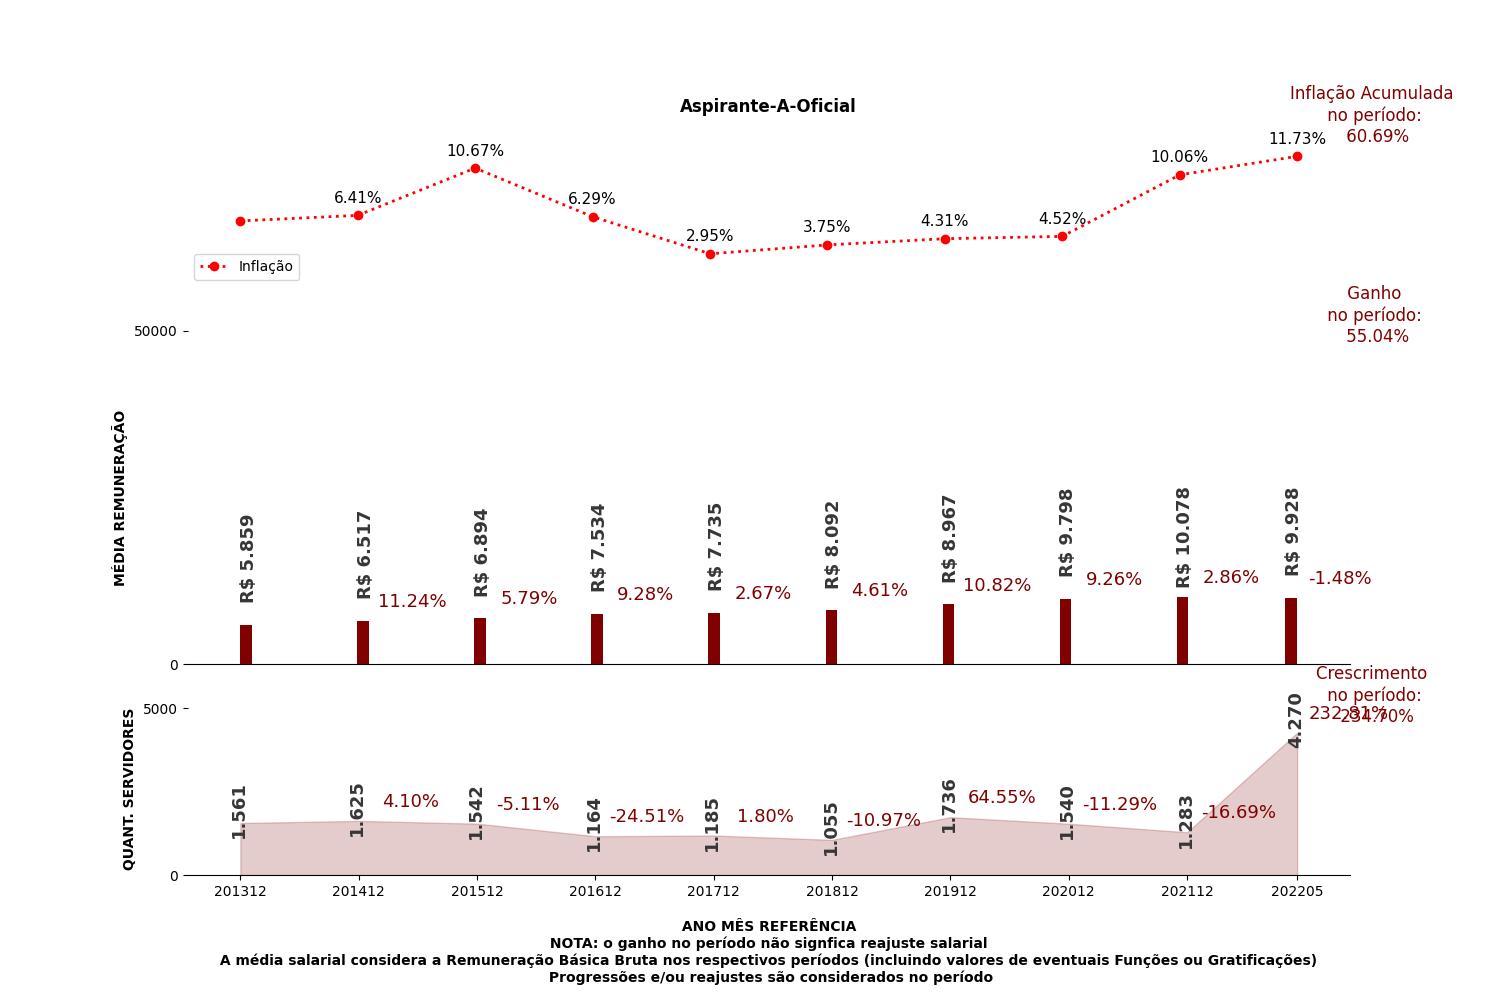 Aspirante-A-Oficial
Inflação Acumulada
no período:
60.69%
6.41%
10.67%
6.29%
2.95%
3.75%
4.31%
4.52%
10.06%
11.73%
Inflação
Ganho
no período:
55.04%
MÉDIA REMUNERAÇÃO
50000
0
R$ 5.859
R$ 6.517
R$ 6.894
R$ 7.534
R$ 7.735
R$ 8.092
R$ 8.967
R$ 9.798
R$ 10.078
R$ 9.928
11.24%
5.79%
9.28%
2.67%
4.61%
10.82%
9.26%
2.86%
-1.48%
Crescrimento
no período:
234.70%
232.81%
QUANT. SERVIDORES
5000
0
1.561
1.625
1.542
1.164
1.185
1.055
1.736
1.540
1.283
4.270
4.10%
-5.11%
-24.51%
1.80%
-10.97%
64.55%
-11.29%
-16.69%
201312
201412
201512
201612
201712
201812
201912
202012
202112
202205
ANO MÊS REFERÊNCIA
NOTA: o ganho no período não signfica reajuste salarial
A média salarial considera a Remuneração Básica Bruta nos respectivos períodos (incluindo valores de eventuais Funções ou Gratificações)
Progressões e/ou reajustes são considerados no período